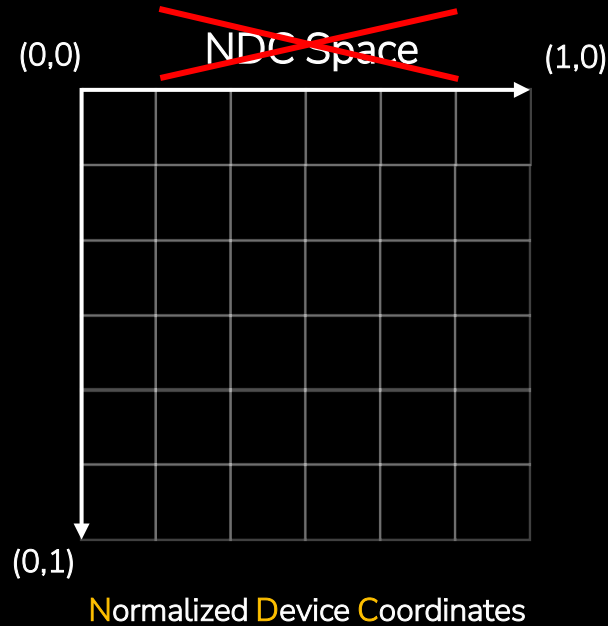 NDC Space
(0,0)
(1,0)
(0,1)
Normalized Device Coordinates